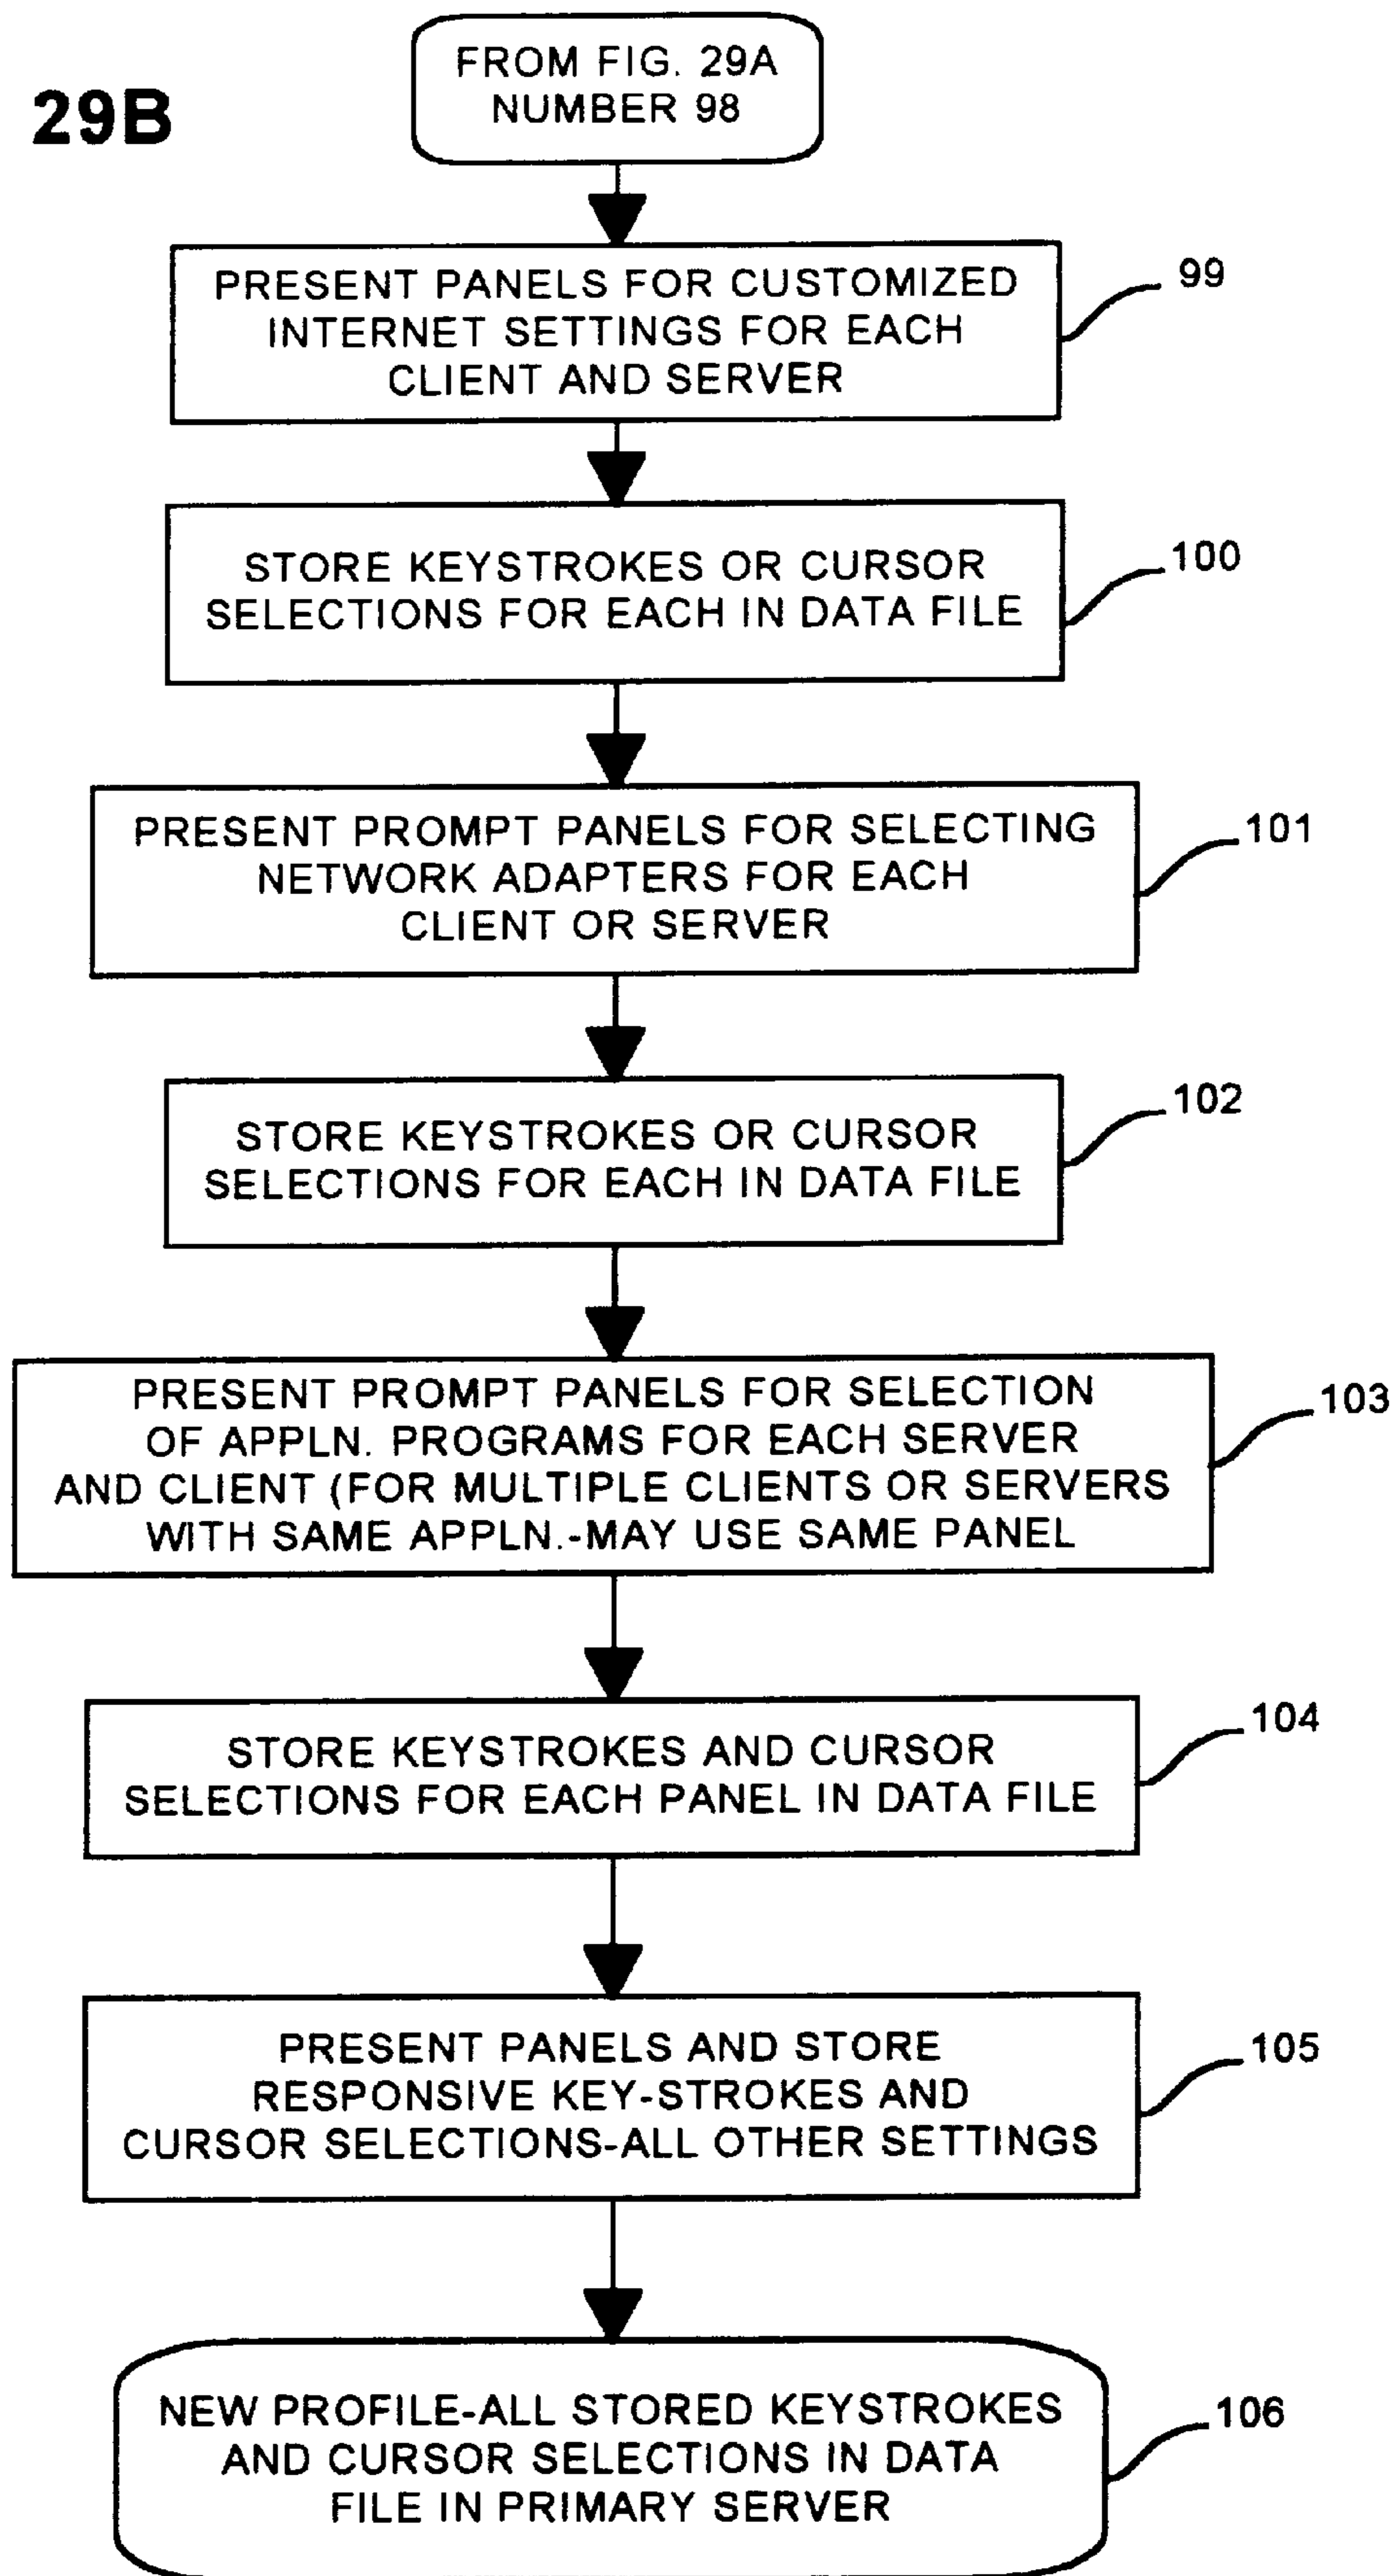 29B
FROM FIG. 29A
NUMBER 98
PRESENT PANELS FOR CUSTOMIZED
INTERNET SETTINGS FOR EACH
CLIENT AND SERVER
99
STORE KEYSTROKES OR CURSOR
SELECTIONS FOR EACH IN DATA FILE
100
PRESENT PROMPT PANELS FOR SELECTING
NETWORK ADAPTERS FOR EACH
CLIENT OR SERVER
101
STORE KEYSTROKES OR CURSOR
SELECTIONS FOR EACH IN DATA FILE
102
PRESENT PROMPT PANELS FOR SELECTION
OF APPLN. PROGRAMS FOR EACH SERVER
AND CLIENT (FOR MULTIPLE CLIENTS OR SERVERS
WITH SAME APPLN.-MAY USE SAME PANEL
103
STORE KEYSTROKES AND CURSOR
SELECTIONS FOR EACH PANEL IN DATA FILE
104
PRESENT PANELS AND STORE
RESPONSIVE KEY-STROKES AND
CURSOR SELECTIONS-ALL OTHER SETTINGS
105
NEW PROFILE-ALL STORED KEYSTROKES
AND CURSOR SELECTIONS IN DATA
FILE IN PRIMARY SERVER
106